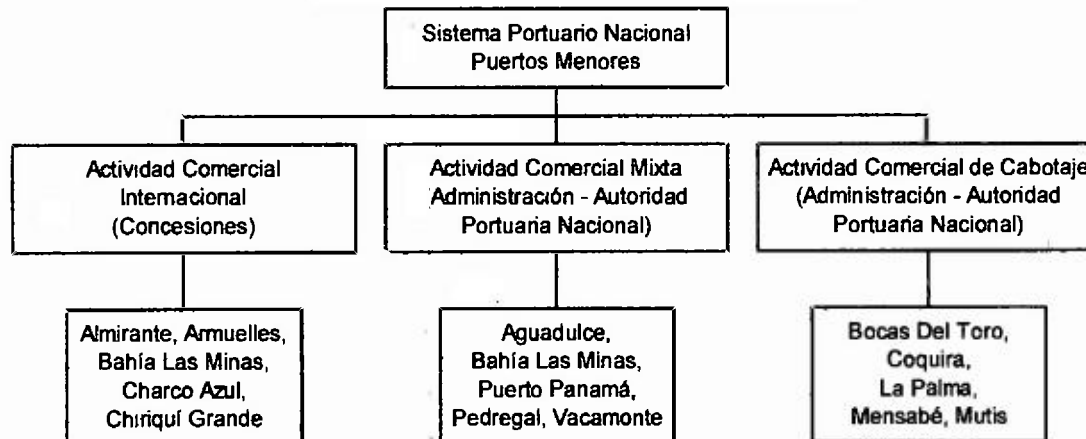 Sistema Portuario Nacional
Puertos Menores
Actividad Comercial
Internacional
(Concesiones)
Actividad Comercial Mixta
Administración - Autoridad
Portuaria Nacional)
Actividad Comercial de Cabotaje
(Administración - Autoridad
Portuaria Nacional)
Almirante, Armuelles,
Bahía Las Minas,
Charco Azul,
Chiriquí Grande
Aguadulce,
Bahía Las Minas,
Puerto Panamá,
Pedregal, Vacamonte
Bocas Del Toro,
Coquira,
La Palma,
Mensabé, Mutis